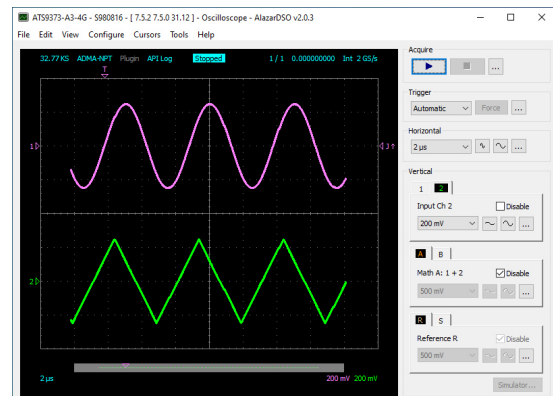 ATS9373-A3-4G - S980816 - [ 7.5.2 7.5.0 31.12 ] - Oscilloscope - AlazarDSO v2.0.3
File Edit View Configure Cursors Tools Help
32.77 KS ADMA-NPT Plugin API Log Stopped 1 / 1 0.000000000 Int 2 GS/s
T
1
3
2
2 µs 200 mV 200 mV
Acquire
...
Trigger
Automatic Force ...
Horizontal
2 µs ...
Vertical
1 2
Input Ch 2 Disable
200 mV ...
A B
Math A: 1 + 2 Disable
500 mV ...
R S
Reference R Disable
500 mV ...
Simulator...